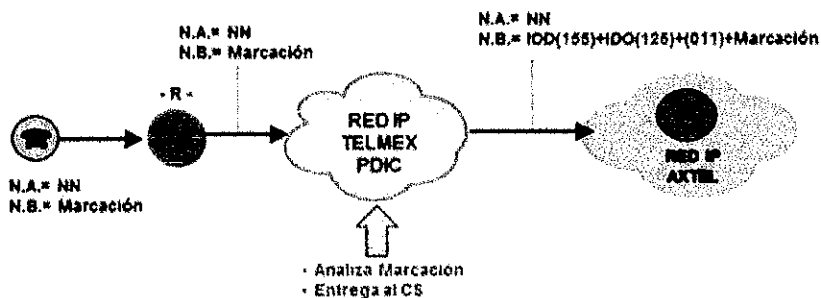 N.A.= NN
N.B.= Marcación
N.A.= NN
N.B.= IOD(155)+IDO(125)+(011)+Marcación
- R -
RED IP
TELMEX
PDIC
RED IP
AXTEL
N.A.= NN
N.B.= Marcación
- Analiza Marcación
- Entrega al CS